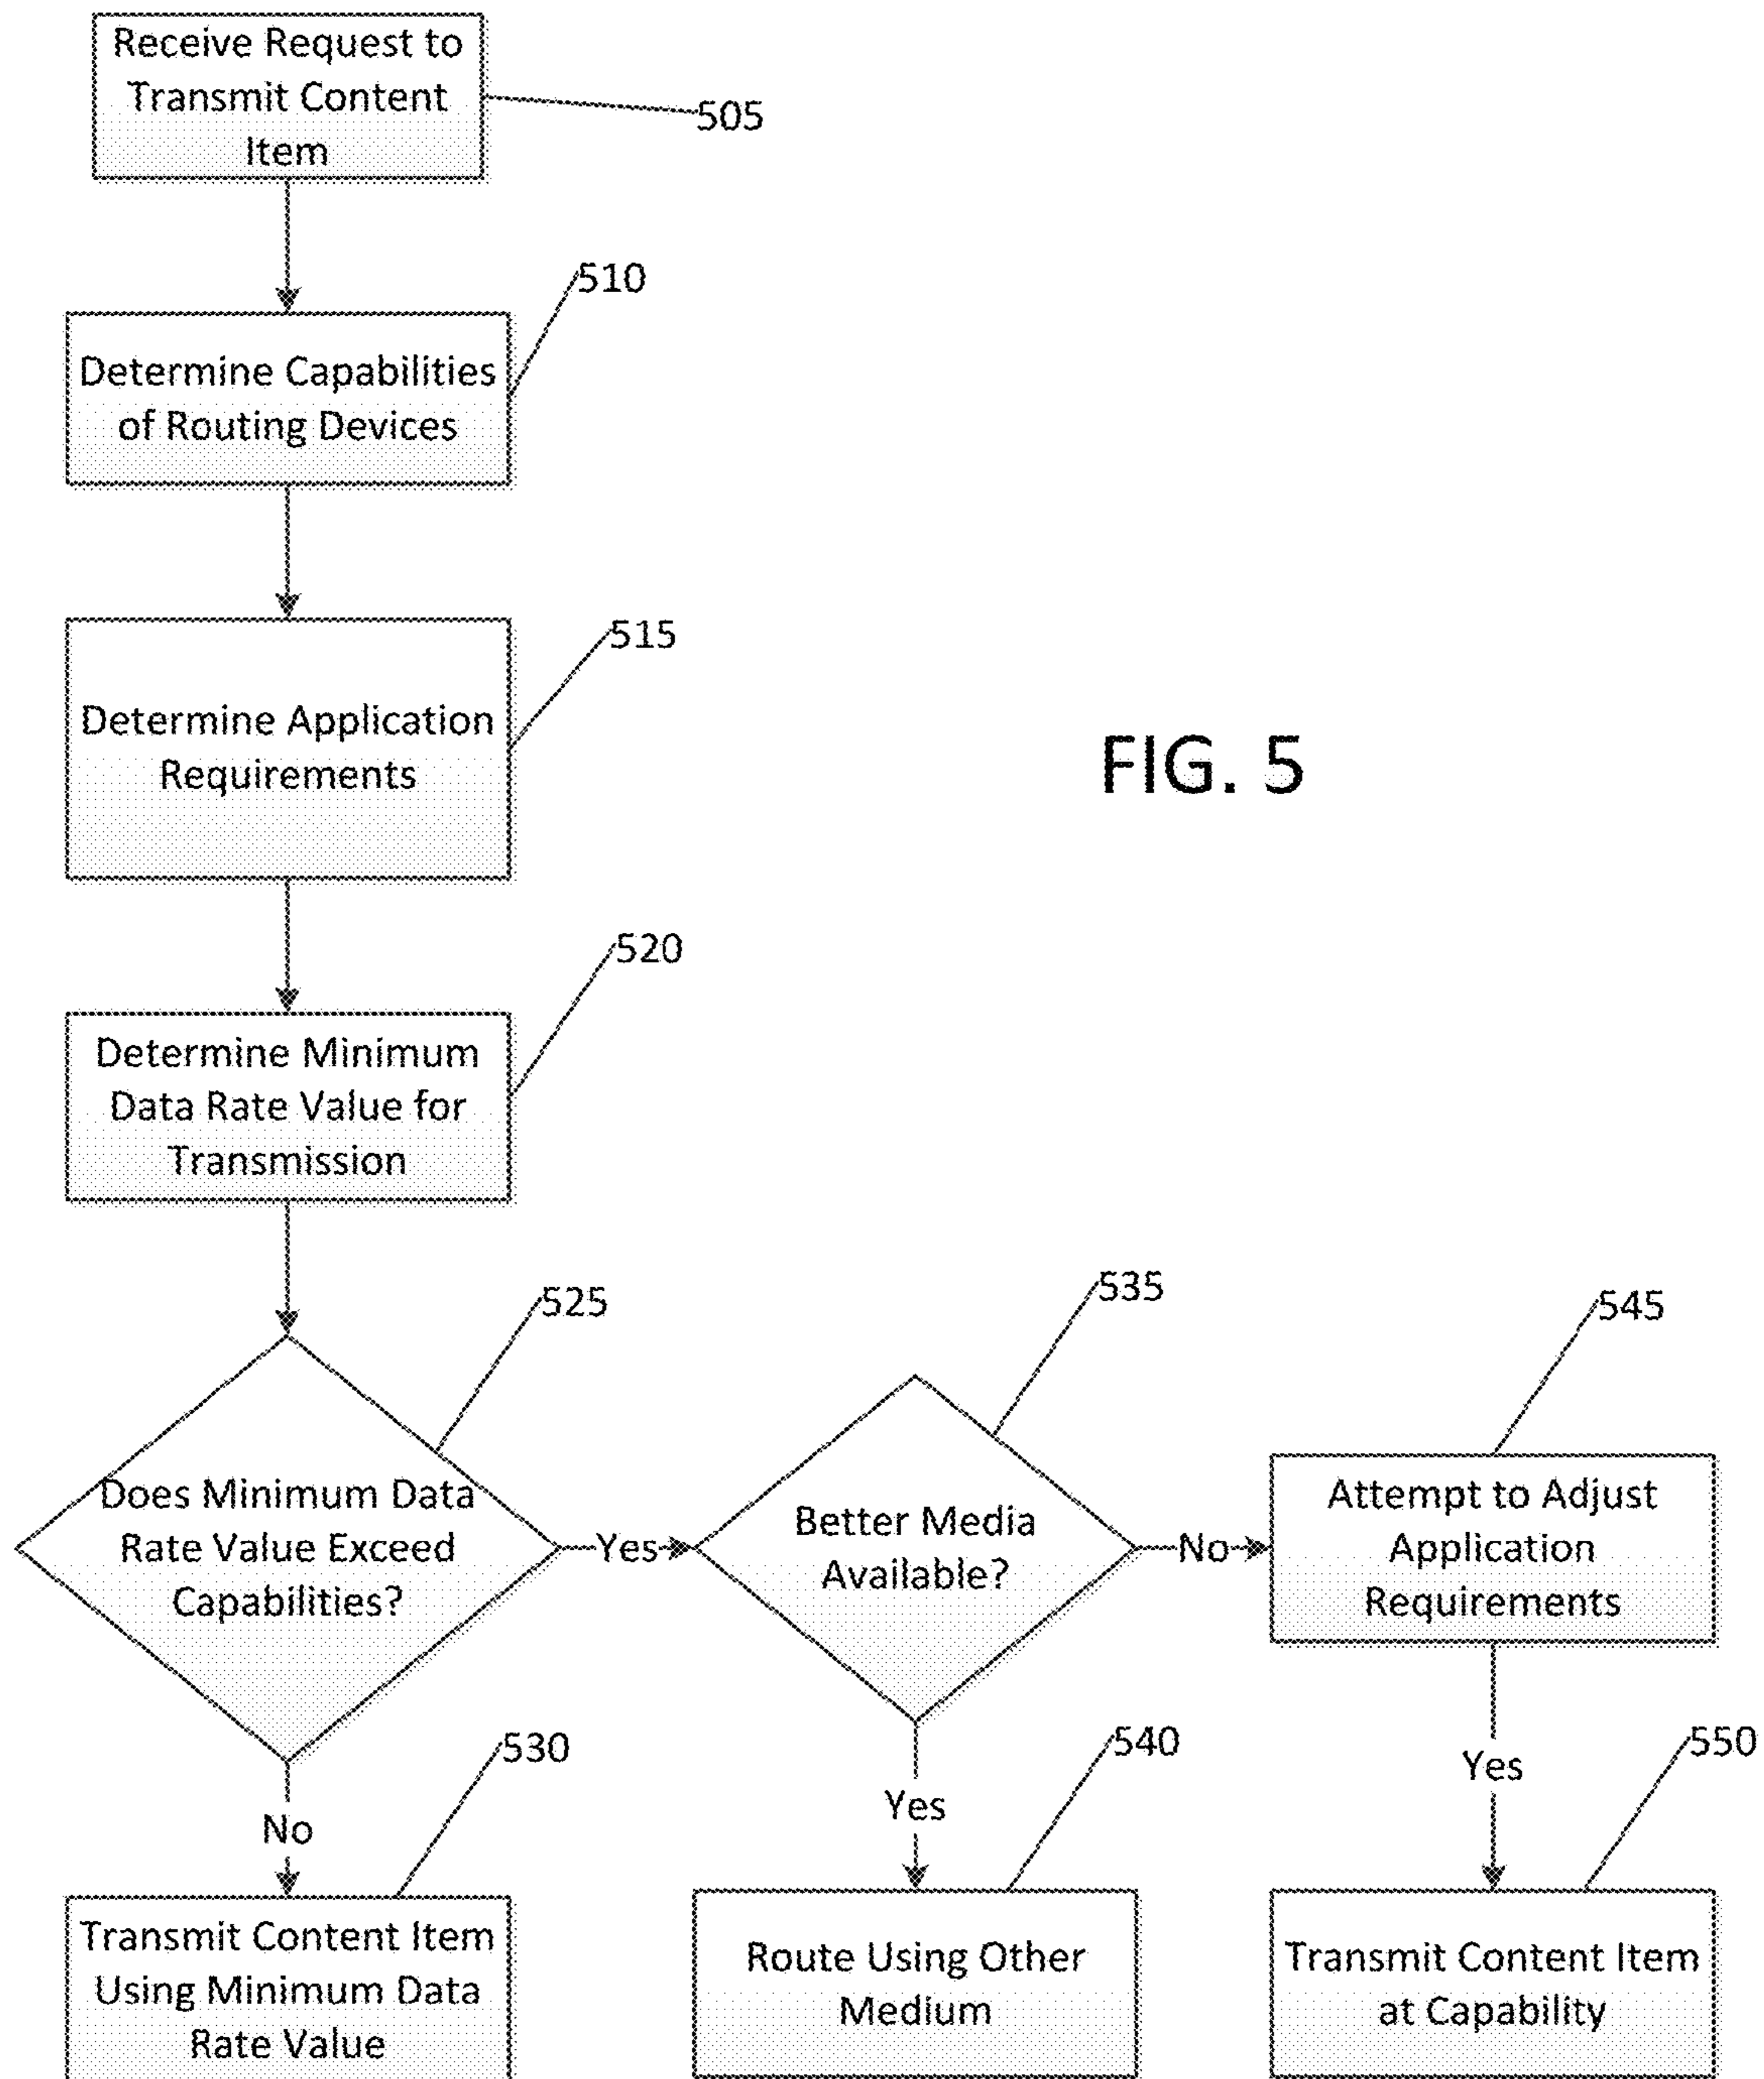 Receive Request to
Transmit Content
Item
505
510
Determine Capabilities
of Routing Devices
515
Determine Application
Requirements
FIG. 5
520
Determine Minimum
Data Rate Value for
Transmission
525
Does Minimum Data
Rate Value Exceed
Capabilities?
Yes
535
Better Media
Available?
No
545
Attempt to Adjust
Application
Requirements
No
530
Transmit Content Item
Using Minimum Data
Rate Value
Yes
540
Route Using Other
Medium
Yes
550
Transmit Content Item
at Capability